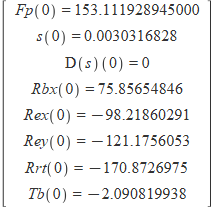 Fp(0) = 153.111928945000
s(0) = 0.0030316828
D(s)(0) = 0
Rbx(0) = 75.85654846
Rex(0) = −98.21860291
Rey(0) = −121.1756053
Rrt(0) = −170.8726975
Tb(0) = −2.090819938